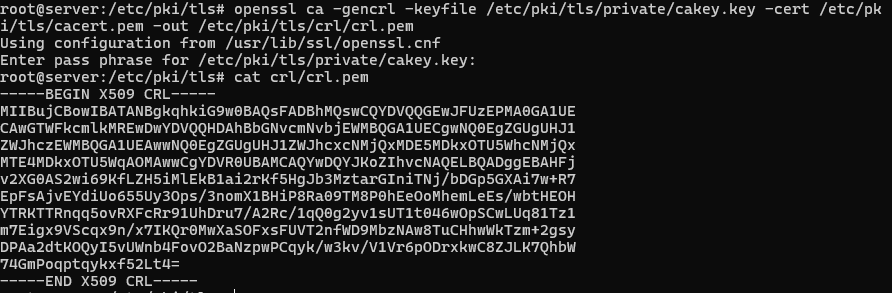 root@server:/etc/pki/tls# openssl ca -gencrl -keyfile /etc/pki/tls/private/cakey.key -cert /etc/pk
i/tls/cacert.pem -out /etc/pki/tls/crl/crl.pem
Using configuration from /usr/lib/ssl/openssl.cnf
Enter pass phrase for /etc/pki/tls/private/cakey.key:
root@server:/etc/pki/tls# cat crl/crl.pem
-----BEGIN X509 CRL-----
MIIBujCBowIBATANBgkqhkiG9w0BAQsFADBhMQswCQYDVQQGEwJFUzEPMA0GA1UE
CAwGTWFkcmlkMREwDwYDVQQHDAhBbGNvcmNvbjEWMBQGA1UECgwNQ0EgZGUgUHJ1
ZWJhczEWMBQGA1UEAwwNQ0EgZGUgUHJ1ZWJhcxcNMjQxMDE5MDkxOTU5WhcNMjQx
MTE4MDkxOTU5WqAOMAwwCgYDVR0UBAMCAQYwDQYJKoZIhvcNAQELBQADggEBAHFj
v2XG0AS2wi69KfLZH5iMlEkB1ai2rKf5HgJb3MztarGIniTNj/bDGp5GXAi7w+R7
EpFsAjvEYdiUo655Uy3Ops/3nomX1BHiP8Ra09TM8P0hEeOoMhemLeEs/wbtHEOH
YTRKTTRnqq5ovRXFcRr91UhDru7/A2Rc/1qQ0g2yv1sUT1t046wOpSCwLUq81Tz1
m7Eigx9VScqx9n/x7IKQr0MwXaSOFxsFUVT2nfWD9MbzNAw8TuCHhwWkTzm+2gsy
DPAa2dtKOQyI5vUWnb4FovO2BaNzpwPCqyk/w3kv/V1Vr6pODrxkwC8ZJLK7QhbW
74GmPoqptqykxf52Lt4=
-----END X509 CRL-----